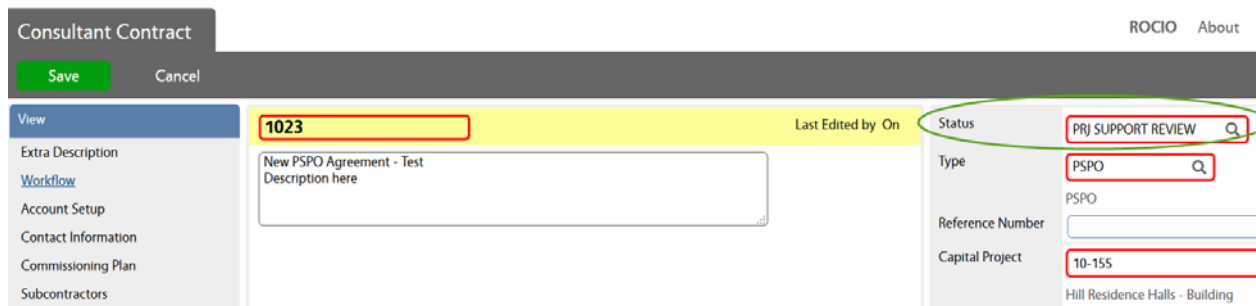 Consultant Contract
ROCIO About
Save Cancel
View
Extra Description
Workflow
Account Setup
Contact Information
Commissioning Plan
Subcontractors
1023 Last Edited by On
New PSPO Agreement - Test
Description here
Status PRJ SUPPORT REVIEW
Type PSPO
PSPO
Reference Number
Capital Project 10-155
Hill Residence Halls - Building